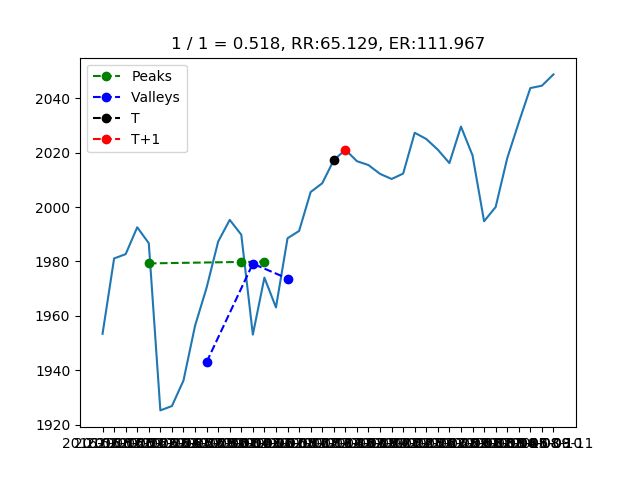 1 / 1 = 0.518, RR:65.129, ER:111.967
Peaks
Valleys
T
T+1
2040
2020
2000
1980
1960
1940
1920